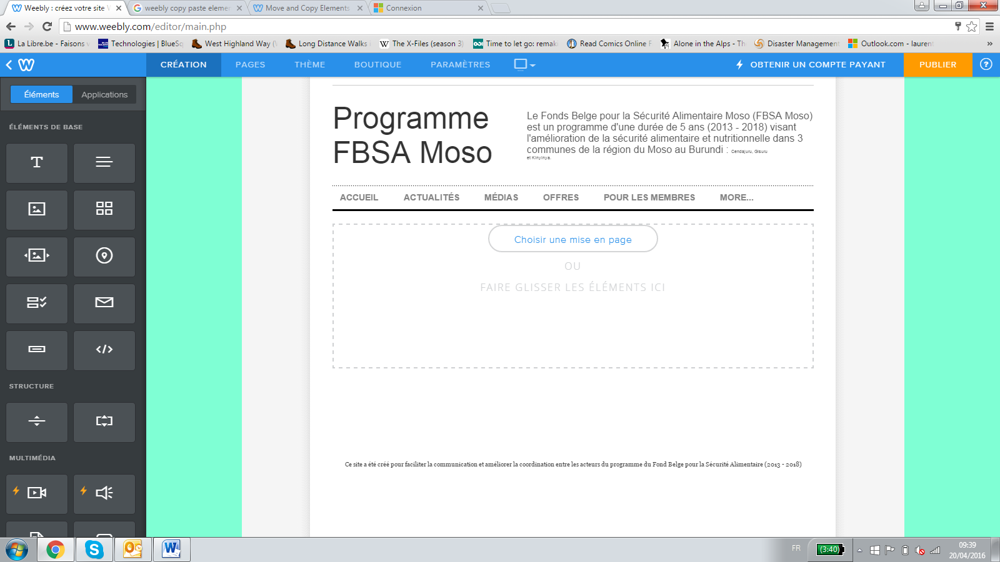 Weebly : créez votre site W
weebly copy paste elemen
Move and Copy Elements
Connexion
www.weebly.com/editor/main.php
La Libre.be - Faisons v
Technologies | BlueSq
West Highland Way (W
Long Distance Walks i
The X-Files (season 3)
Time to let go: remaki
Read Comics Online F
Alone in the Alps - Th
Disaster Management
Outlook.com - laurent
»
CRÉATION
PAGES
THÈME
BOUTIQUE
PARAMÈTRES
OBTENIR UN COMPTE PAYANT
PUBLIER
Éléments
Applications
ÉLÉMENTS DE BASE
STRUCTURE
MULTIMÉDIA
Programme
FBSA Moso
Le Fonds Belge pour la Sécurité Alimentaire Moso (FBSA Moso)
est un programme d'une durée de 5 ans (2013 - 2018) visant
l'amélioration de la sécurité alimentaire et nutritionnelle dans 3
communes de la région du Moso au Burundi : Cendajuru, Gisuru
et Kinyinya.
ACCUEIL
ACTUALITÉS
MÉDIAS
OFFRES
POUR LES MEMBRES
MORE...
Choisir une mise en page
OU
FAIRE GLISSER LES ÉLÉMENTS ICI
Ce site a été créé pour faciliter la communication et améliorer la coordination entre les acteurs du programme du Fond Belge pour la Sécurité Alimentaire (2013 - 2018)
FR
(3:40)
09:39
20/04/2016